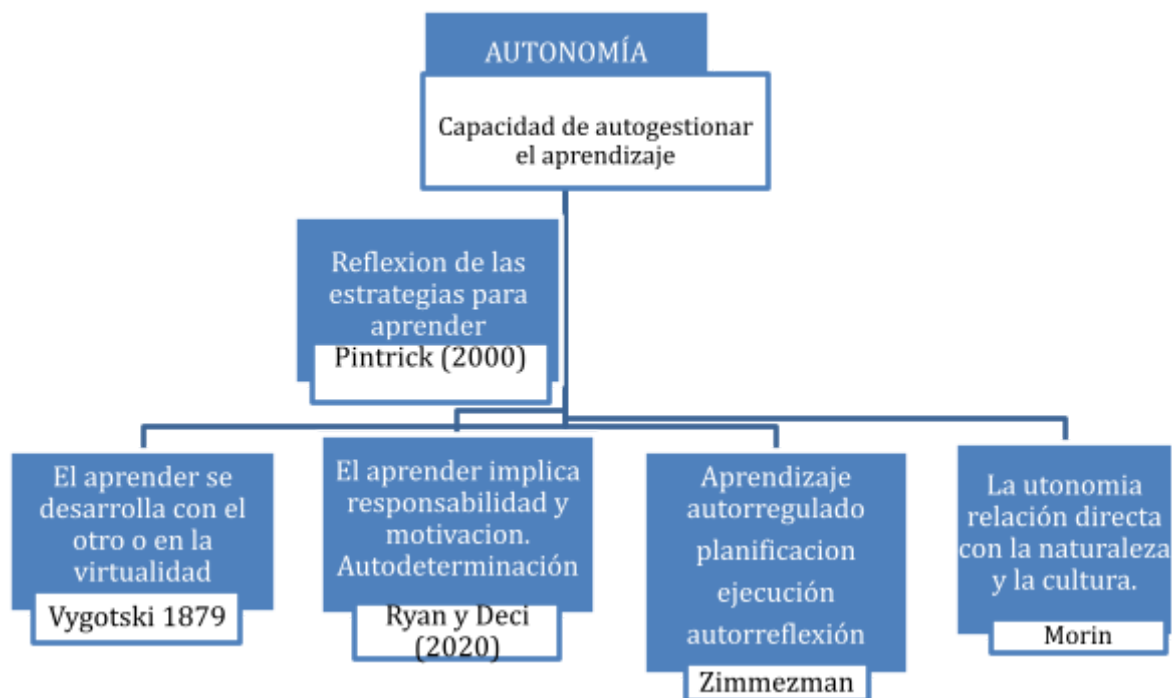 AUTONOMÍA
Capacidad de autogestionar
el aprendizaje
Reflexion de las
estrategias para
aprender
Pintrick (2000)
El aprender se
desarrolla con el
otro o en la
virtualidad
Vygotski 1879
El aprender implica
responsabilidad y
motivacion.
Autodeterminación
Ryan y Deci
(2020)
Aprendizaje
autorregulado
planificacion
ejecución
autorreflexión
Zimmezman
La utonomia
relación directa
con la naturaleza
y la cultura.
Morin